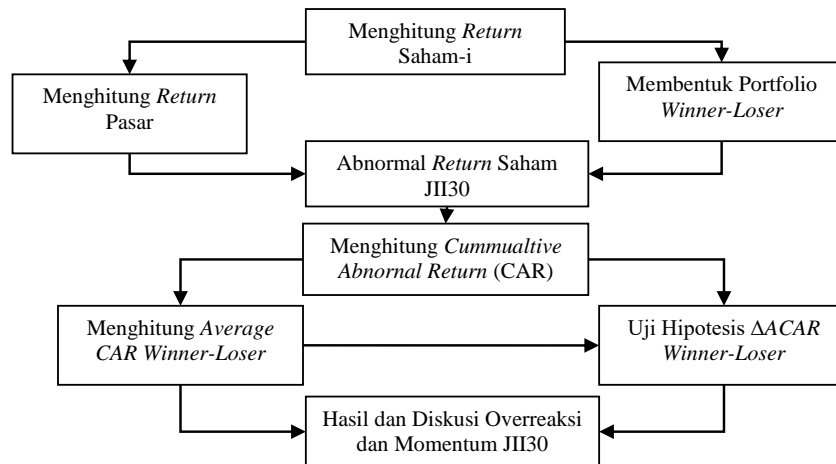 Menghitung Return
Saham-i
Menghitung Return
Pasar
Membentuk Portfolio
Winner-Loser
Abnormal Return Saham
JII30
Menghitung Cummualtive
Abnornal Return (CAR)
Menghitung Average
CAR Winner-Loser
Uji Hipotesis ΔACAR
Winner-Loser
Hasil dan Diskusi Overreaksi
dan Momentum JII30